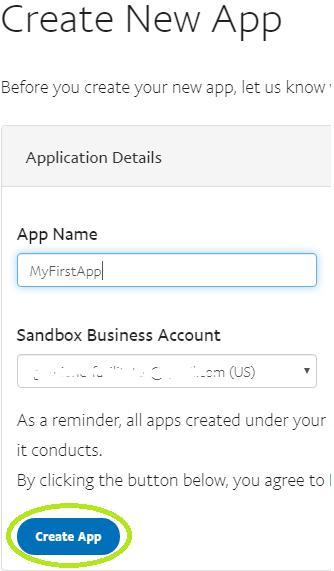 Create New App
Before you create your new app, let us know
Application Details
App Name
MyFirstApp
Sandbox Business Account
.com (US)
As a reminder, all apps created under your
it conducts.
By clicking the button below, you agree to
Create App